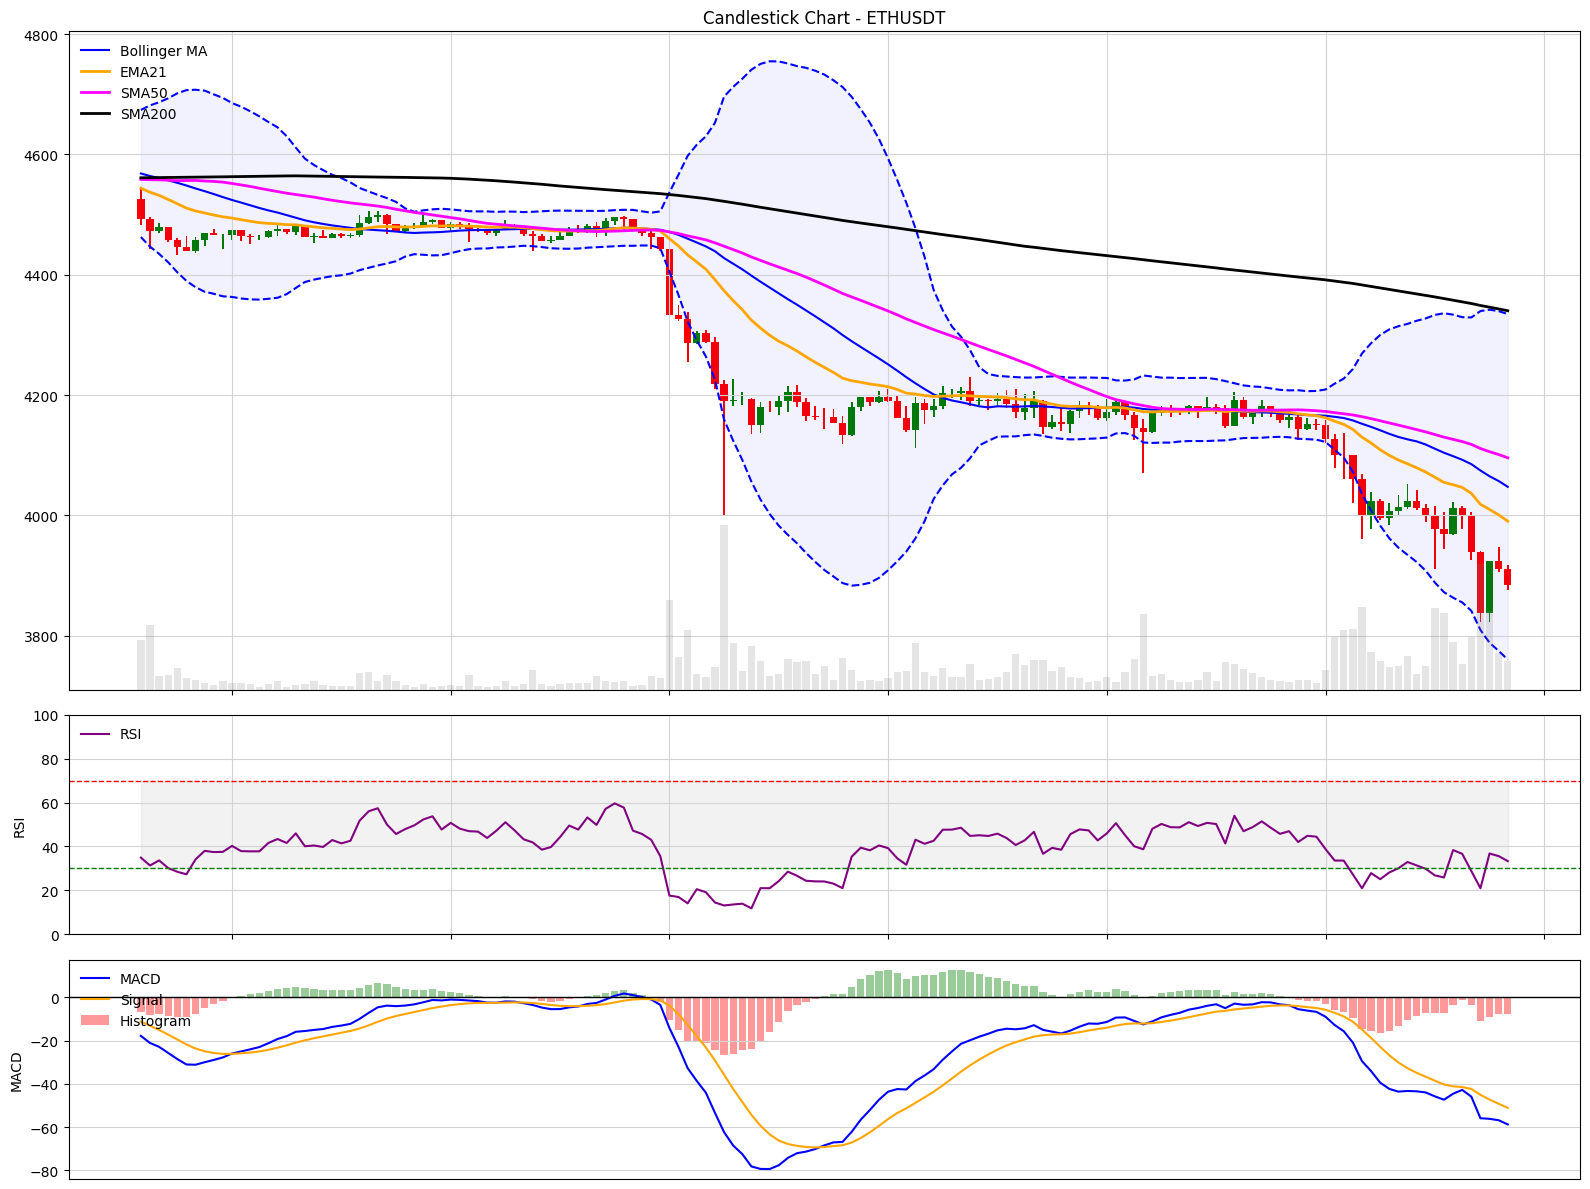 Candlestick Chart - ETHUSDT
4800
4600
4400
4200
4000
3800
Bollinger MA
EMA21
SMA50
SMA200
100
80
60
40
20
0
RSI
RSI
0
−20
−40
−60
−80
MACD
MACD
Signal
Histogram